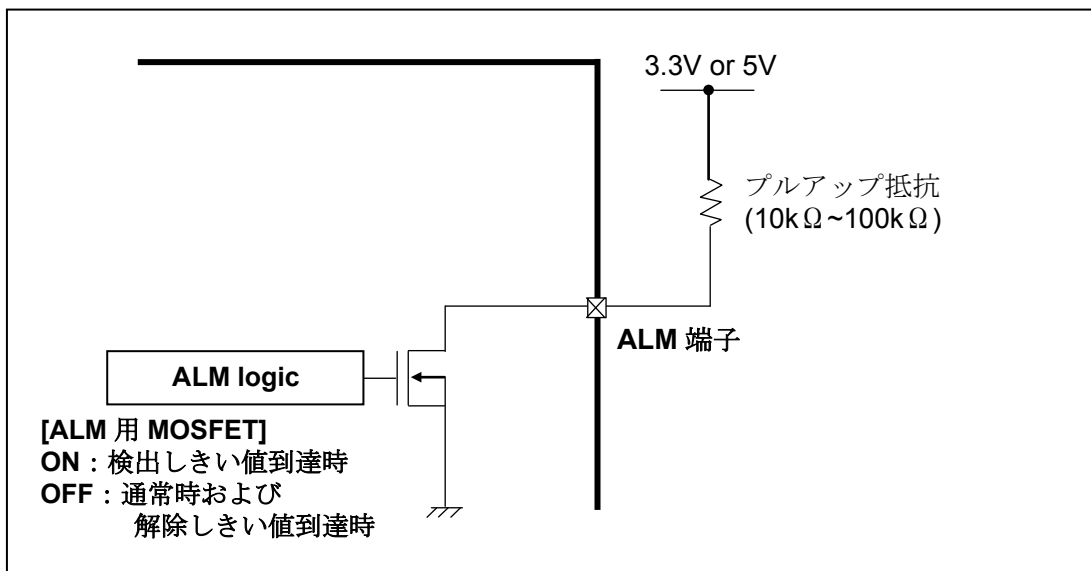 3.3V or 5V
プルアップ抵抗
(10kΩ~100kΩ)
ALM 端子
ALM logic
[ALM 用 MOSFET]
ON：検出しきい値到達時
OFF：通常時および
解除しきい値到達時